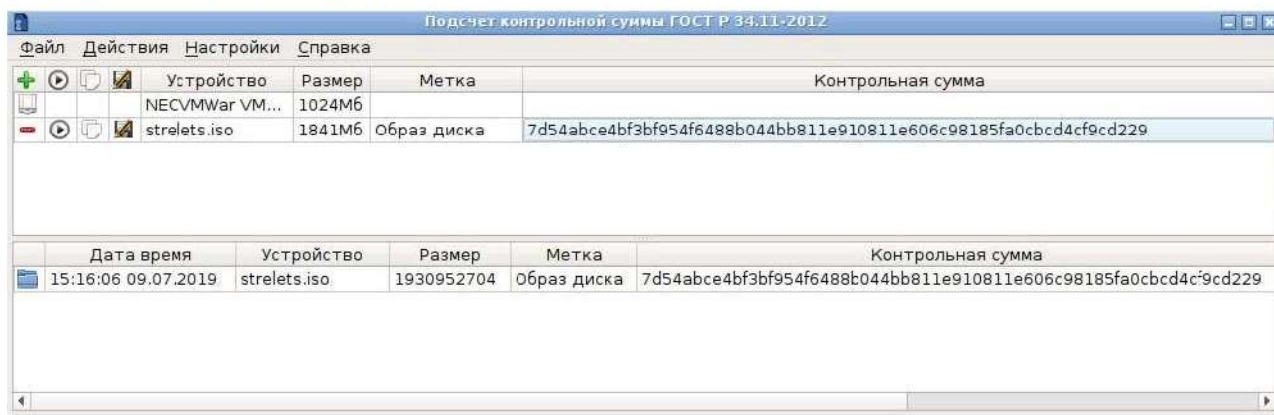 Подсчет контрольной суммы ГОСТ Р 34.11-2012
Файл Действия Настройки Справка
Устройство Размер Метка Контрольная сумма
NECVMWar VM... 1024Мб
strelets.iso 1841Мб Образ диска 7d54abce4bf3bf954f6488b044bb811e910811e606c98185fa0cbcd4cf9cd229
Дата время Устройство Размер Метка Контрольная сумма
15:16:06 09.07.2019 strelets.iso 1930952704 Образ диска 7d54abce4bf3bf954f6488b044bb811e910811e606c98185fa0cbcd4cf9cd229